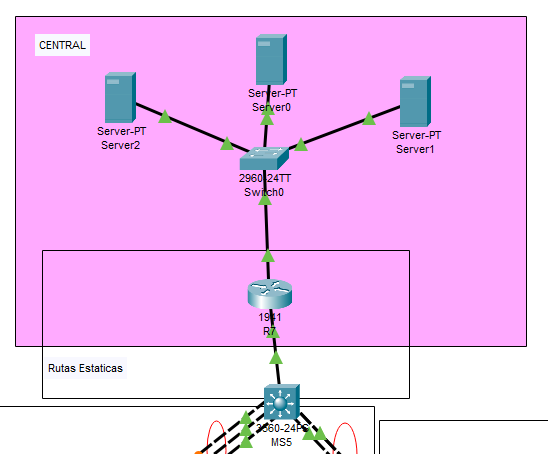 CENTRAL
Server-PT
Server0
Server-PT
Server2
Server-PT
Server1
2960-24TT
Switch0
1941
R7
Rutas Estaticas
3560-24PS
MS5